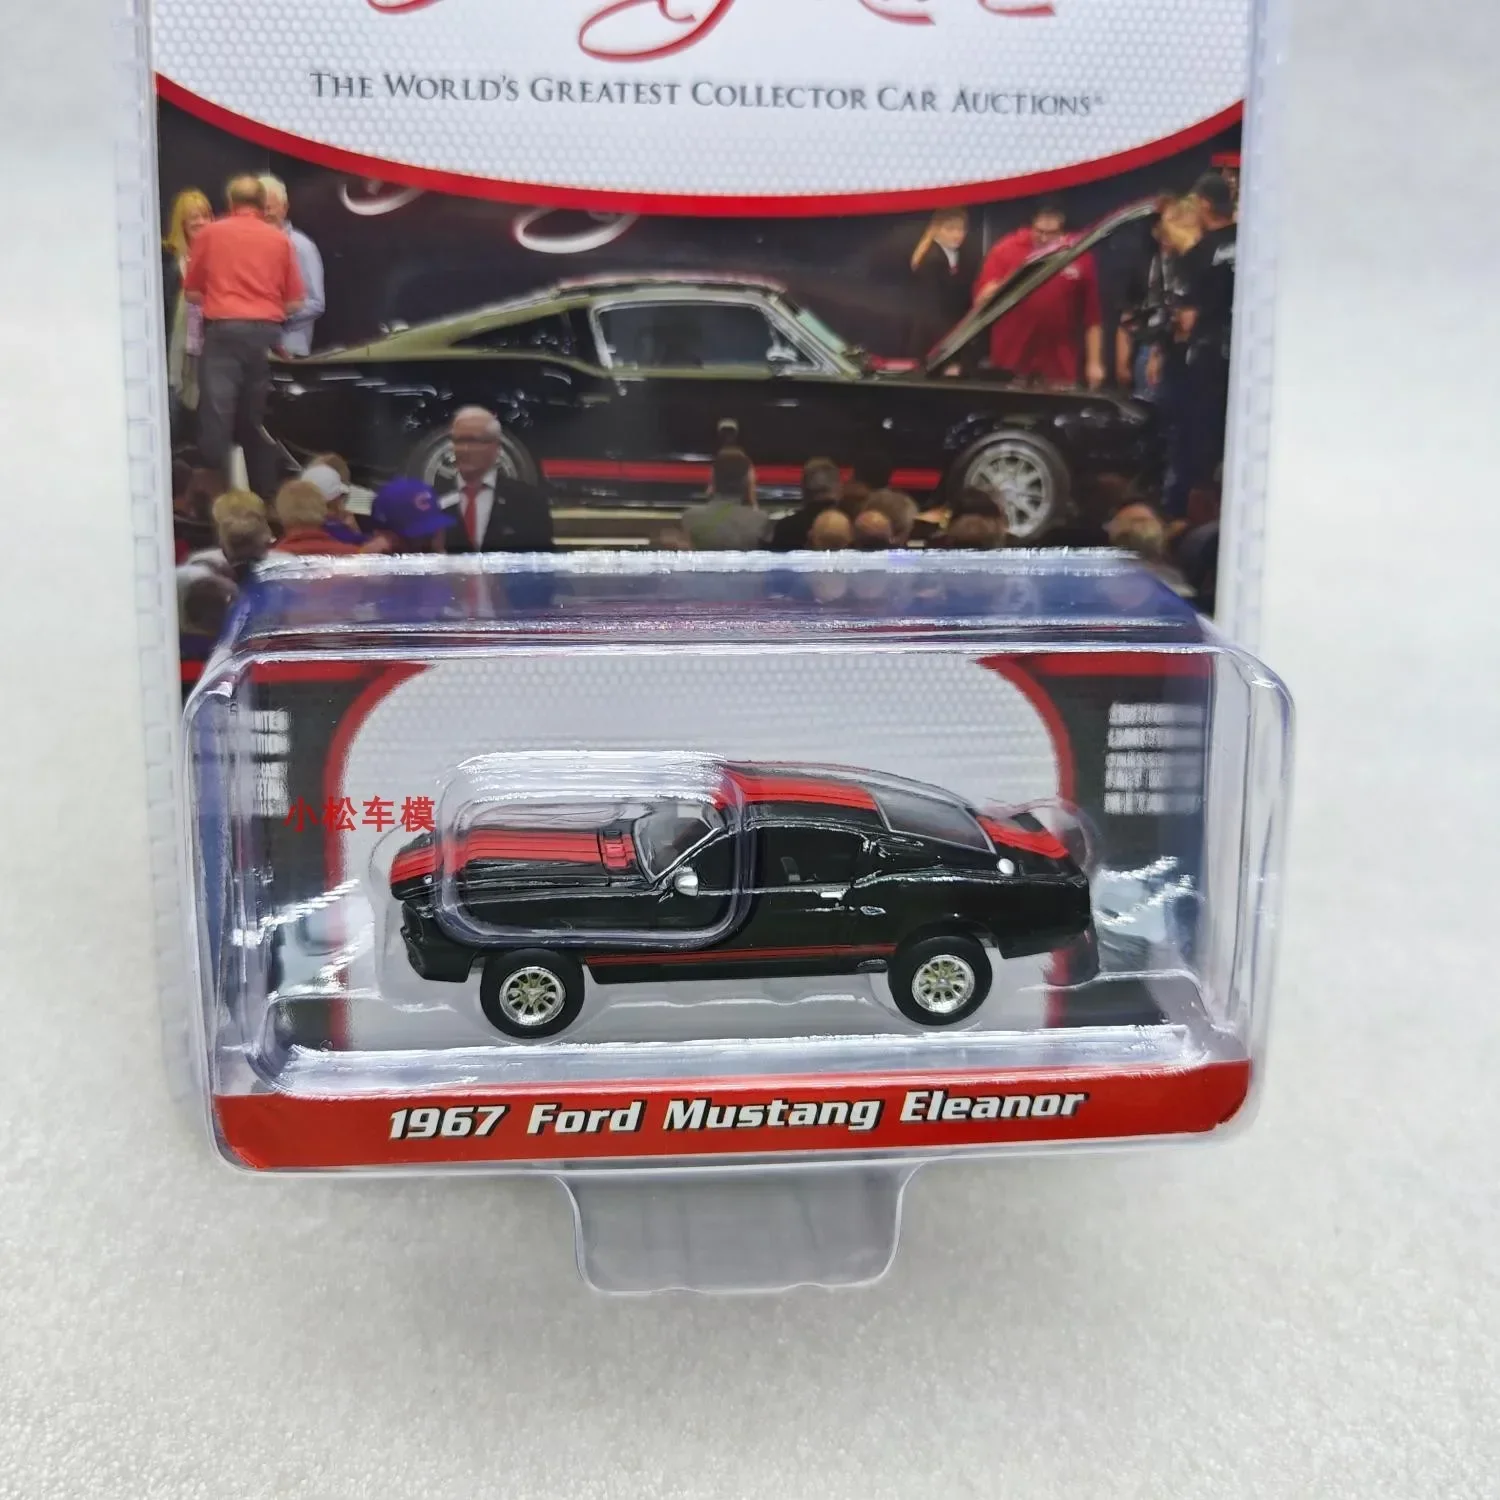 THE WORLD'S GREATEST COLLECTOR CAR AUCTIONS
小松车模
1967 Ford Mustang Eleanor